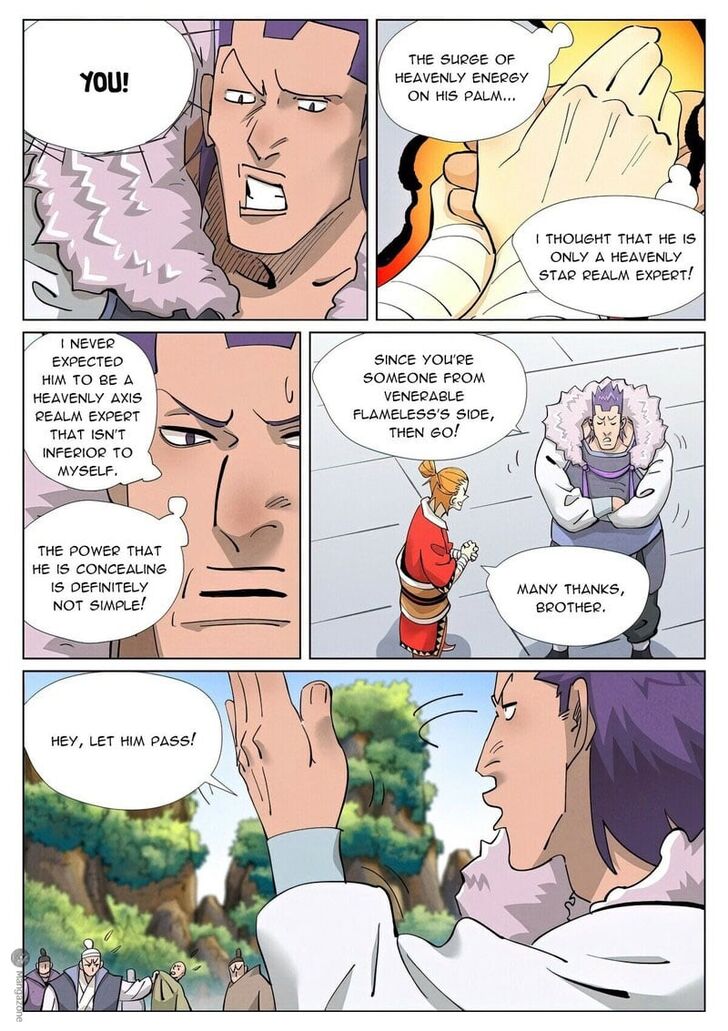 YOU!
THE SURGE OF
HEAVENLY ENERGY
ON HIS PALM...
I THOUGHT THAT HE IS
ONLY A HEAVENLY
STAR REALM EXPERT!
I NEVER
EXPECTED
HIM TO BE A
HEAVENLY AXIS
REALM EXPERT
THAT ISN'T
INFERIOR TO
MYSELF.
THE POWER THAT
HE IS CONCEALING
IS DEFINITELY
NOT SIMPLE!
SINCE YOU'RE
SOMEONE FROM
VENERABLE
FLAMELESS'S SIDE,
THEN GO!
MANY THANKS,
BROTHER.
HEY, LET HIM PASS!
Mangazone